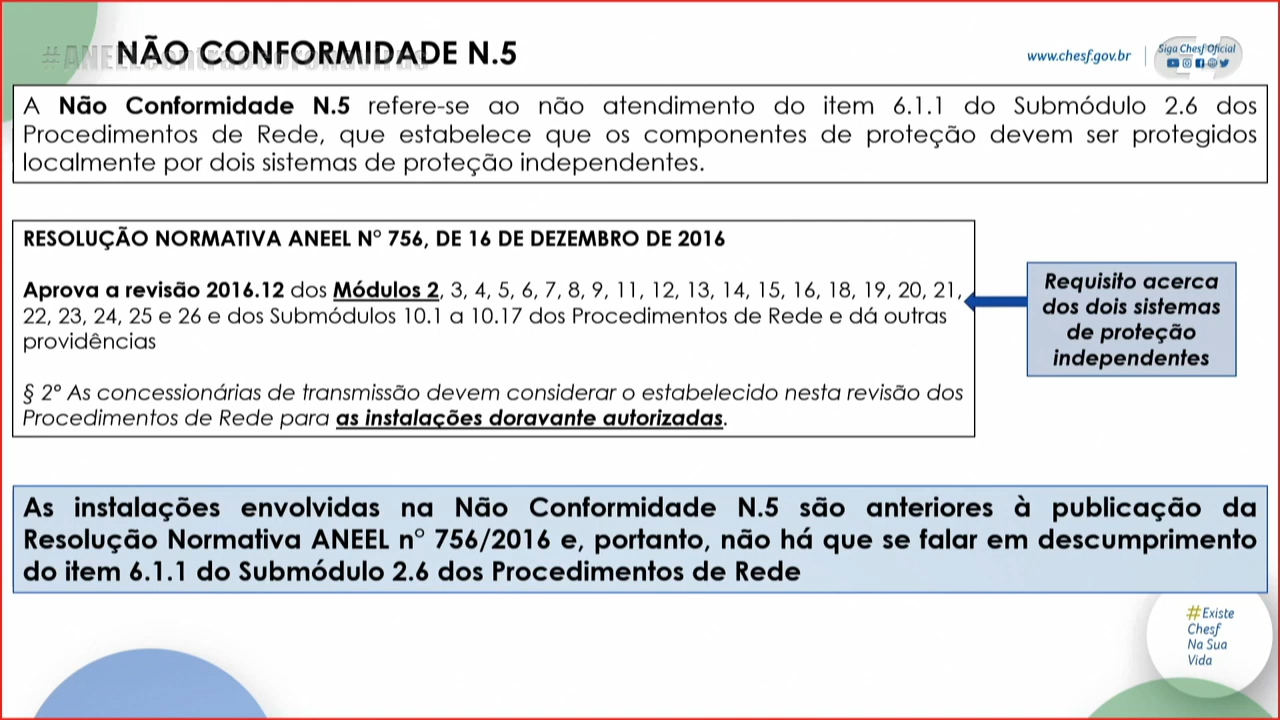 #ANEELcontracoronavírus
NÃO CONFORMIDADE N.5
www.chesf.gov.br
Siga Chesf Oficial
A Não Conformidade N.5 refere-se ao não atendimento do item 6.1.1 do Submódulo 2.6 dos
Procedimentos de Rede, que estabelece que os componentes de proteção devem ser protegidos
localmente por dois sistemas de proteção independentes.
RESOLUÇÃO NORMATIVA ANEEL N° 756, DE 16 DE DEZEMBRO DE 2016
Aprova a revisão 2016.12 dos Módulos 2, 3, 4, 5, 6, 7, 8, 9, 11, 12, 13, 14, 15, 16, 18, 19, 20, 21,
22, 23, 24, 25 e 26 e dos Submódulos 10.1 a 10.17 dos Procedimentos de Rede e dá outras
providências
§ 2° As concessionárias de transmissão devem considerar o estabelecido nesta revisão dos
Procedimentos de Rede para as instalações doravante autorizadas.
Requisito acerca
dos dois sistemas
de proteção
independentes
As instalações envolvidas na Não Conformidade N.5 são anteriores à publicação da
Resolução Normativa ANEEL n° 756/2016 e, portanto, não há que se falar em descumprimento
do item 6.1.1 do Submódulo 2.6 dos Procedimentos de Rede
#Existe
Chesf
Na Sua
Vida